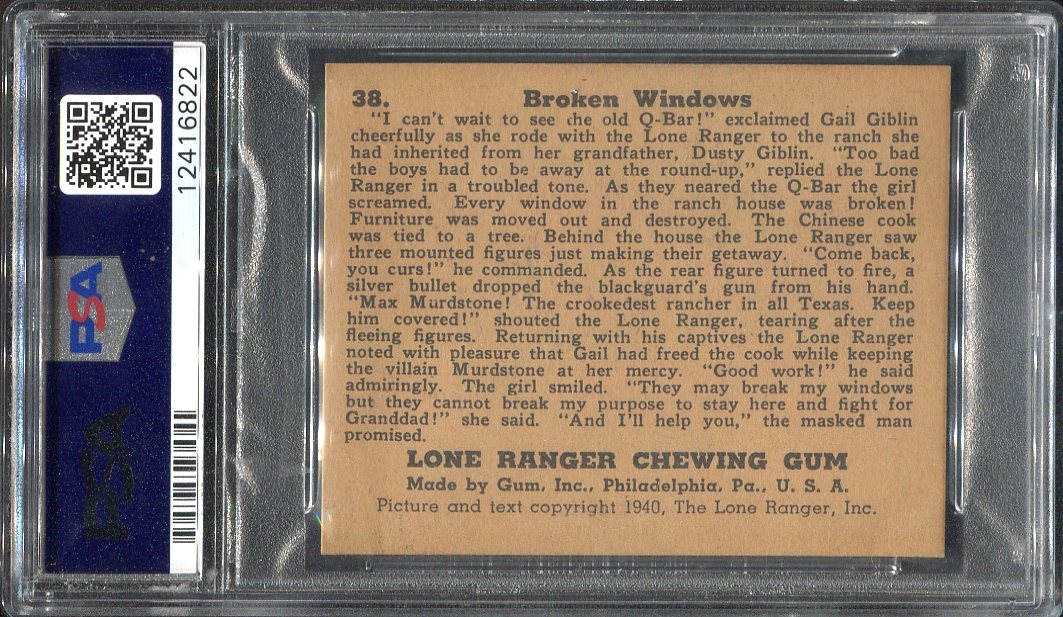 38. Broken Windows
"I can't wait to see the old Q-Bar!" exclaimed Gail Giblin
cheerfully as she rode with the Lone Ranger to the ranch she
had inherited from her grandfather, Dusty Giblin. "Too bad
the boys had to be away at the round-up," replied the Lone
Ranger in a troubled tone. As they neared the Q-Bar the girl
screamed. Every window in the ranch house was broken!
Furniture was moved out and destroyed. The Chinese cook
was tied to a tree. Behind the house the Lone Ranger saw
three mounted figures just making their getaway. "Come back,
you curs!" he commanded. As the rear figure turned to fire, a
silver bullet dropped the blackguard's gun from his hand.
"Max Murdstone! The crookedest rancher in all Texas. Keep
him covered!" shouted the Lone Ranger, tearing after the
fleeing figures. Returning with his captives the Lone Ranger
noted with pleasure that Gail had freed the cook while keeping
the villain Murdstone at her mercy. "Good work!" he said
admiringly. The girl smiled. "They may break my windows
but they cannot break my purpose to stay here and fight for
Granddad!" she said. "And I'll help you," the masked man
promised.
LONE RANGER CHEWING GUM
Made by Gum, Inc., Philadelphia, Pa., U. S. A.
Picture and text copyright 1940, The Lone Ranger, Inc.
12416822
PSA
PSA